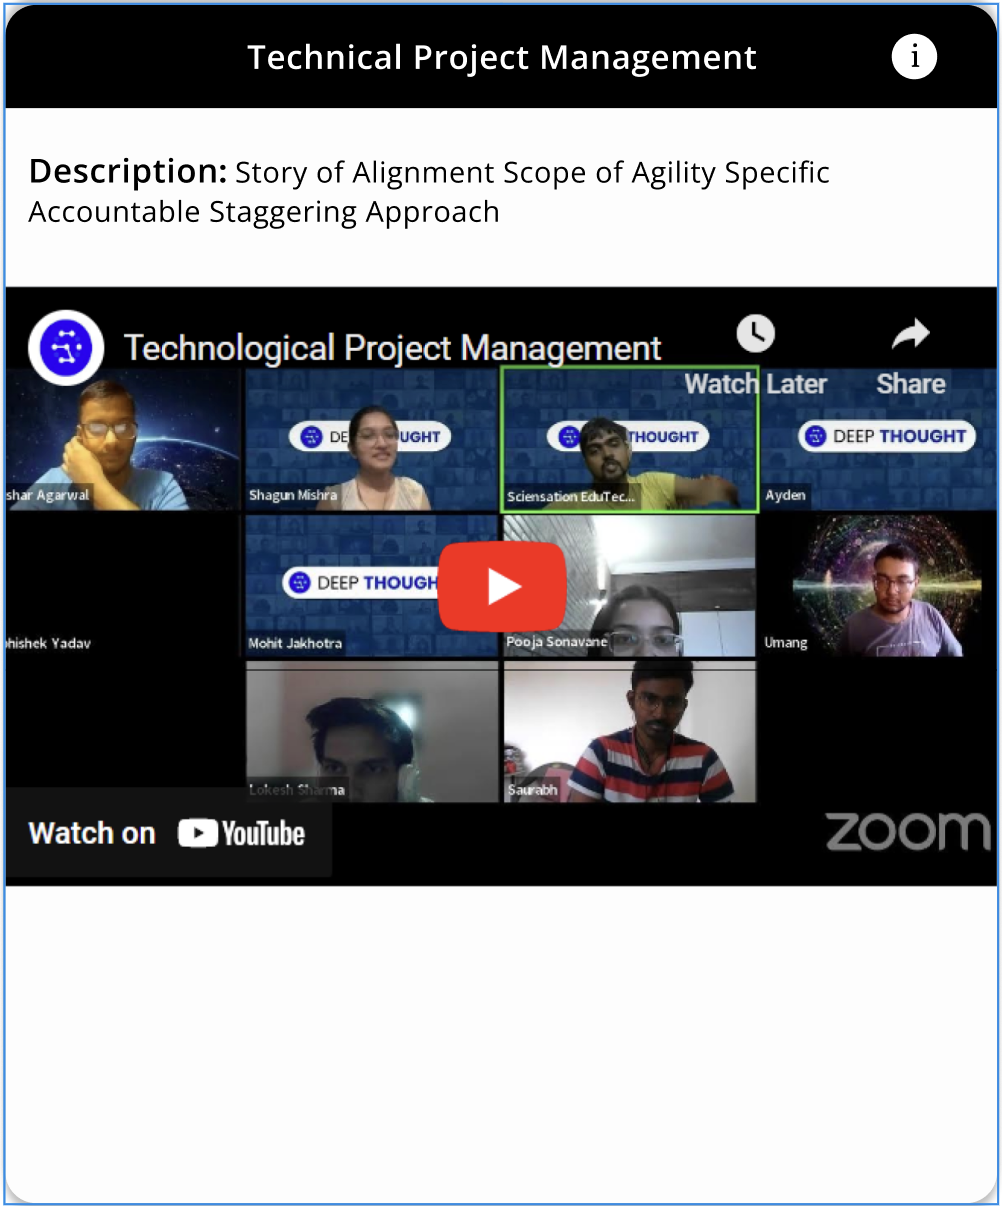 Technical Project Management
i
Description: Story of Alignment Scope of Agility Specific
Accountable Staggering Approach
Technological Project Management
Watch Later
Share
DE UGHT
THOUGHT
DEEP THOUGHT
shar Agarwal
Shagun Mishra
Sciensation EduTec...
Ayden
DEEP THOUGH
hishek Yadav
Mohit Jakhotra
Pooja Sonavane
Umang
Lokesh Sharma
Saurabh
Watch on YouTube
zoom